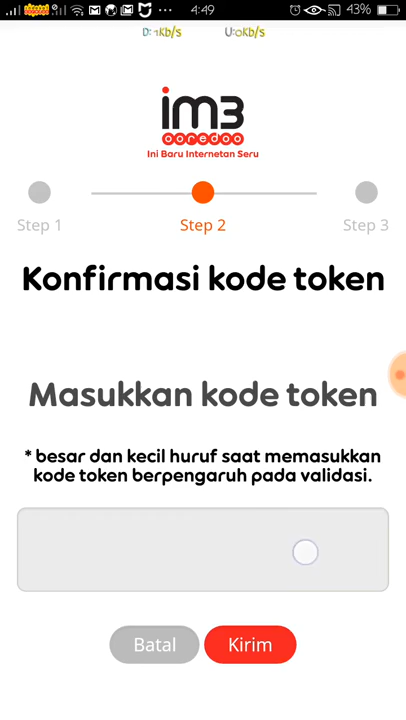 4:49
43%
im3
ooredoo
Ini Baru Internetan Seru
Step 1
Step 2
Step 3
Konfirmasi kode token
Masukkan kode token
* besar dan kecil huruf saat memasukkan
kode token berpengaruh pada validasi.
Batal
Kirim